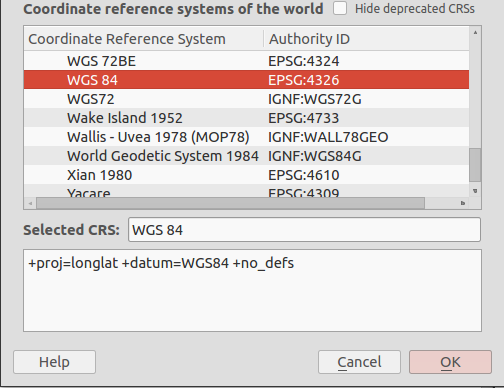 Coordinate reference systems of the world Hide deprecated CRSs
Coordinate Reference System Authority ID
WGS 72BE EPSG:4324
WGS 84 EPSG:4326
WGS72 IGNF:WGS72G
Wake Island 1952 EPSG:4733
Wallis - Uvea 1978 (MOP78) IGNF:WALL78GEO
World Geodetic System 1984 IGNF:WGS84G
Xian 1980 EPSG:4610
Yacare EPSG:4309
Selected CRS: WGS 84
+proj=longlat +datum=WGS84 +no_defs
Help Cancel OK